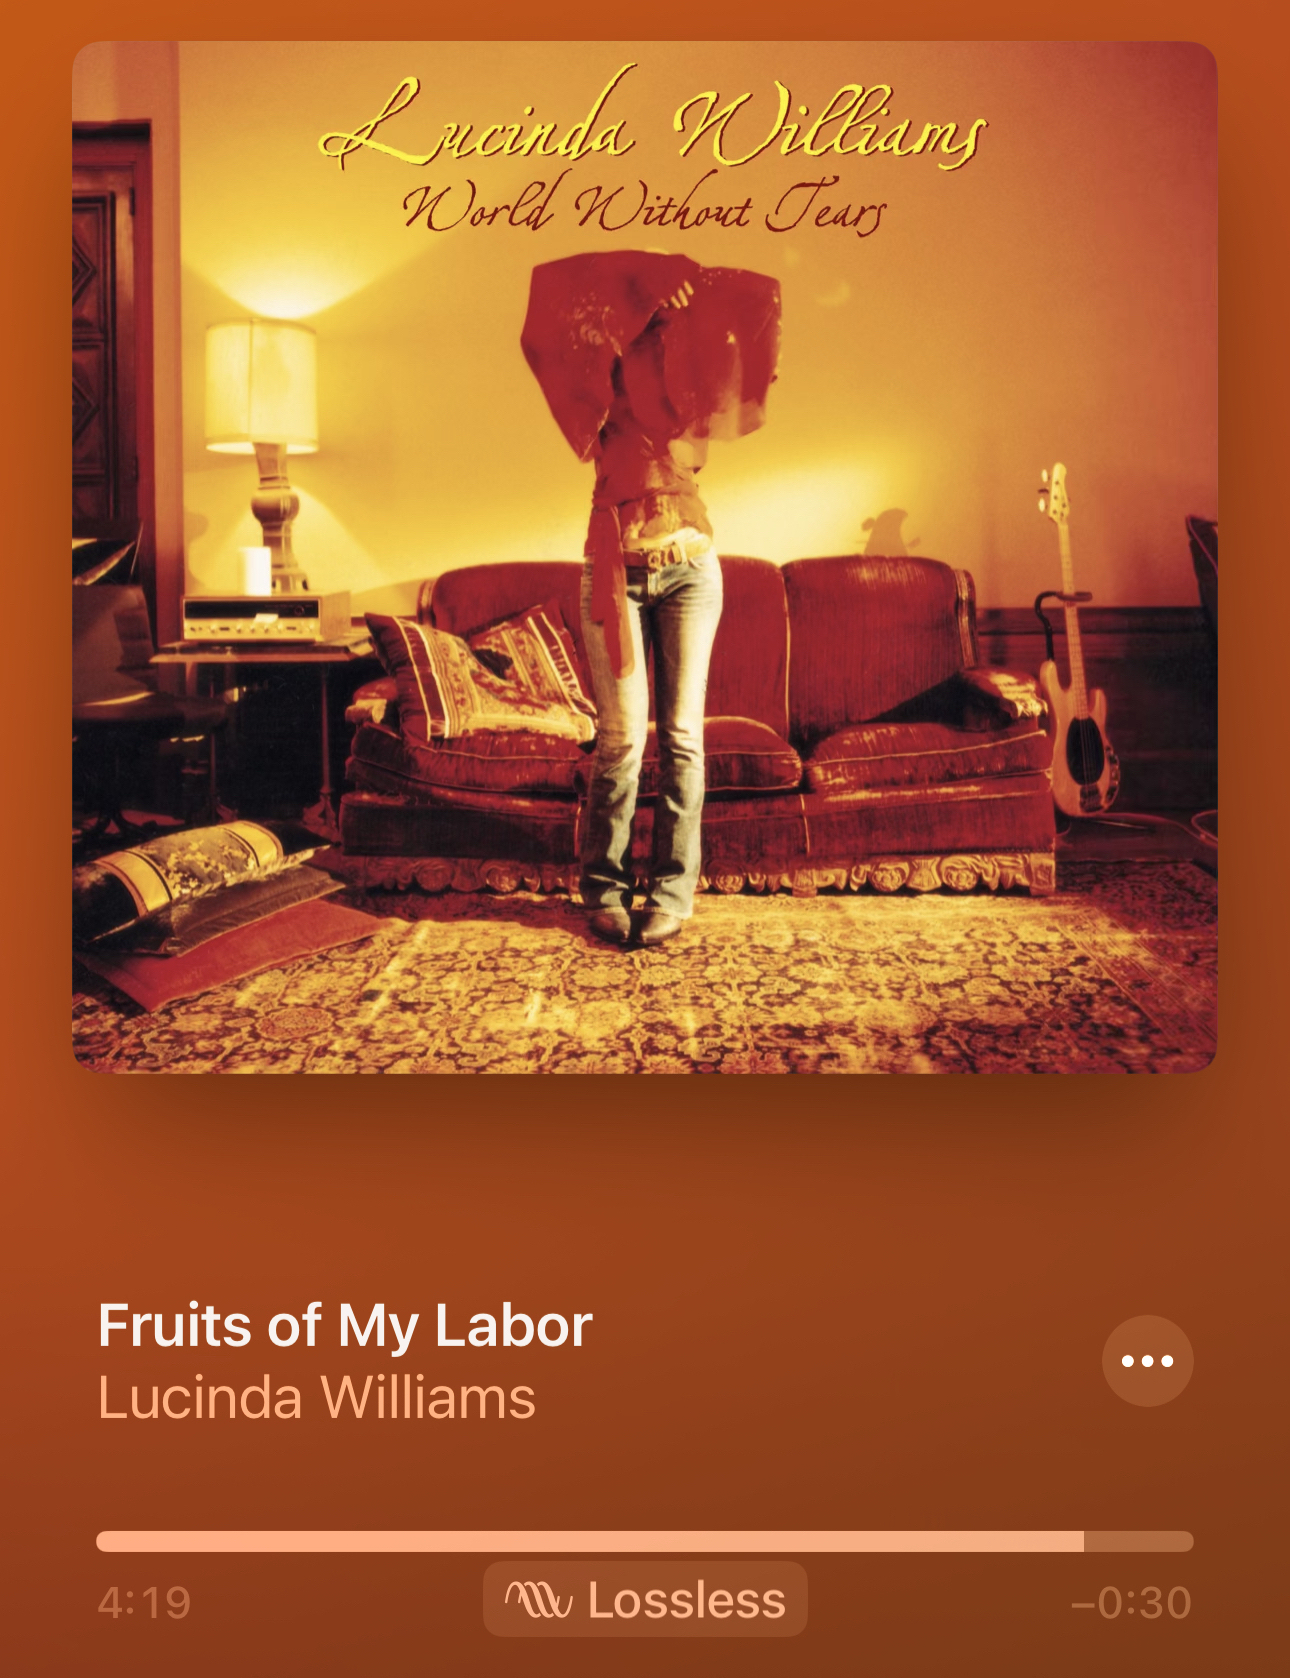 Lucinda Williams
World Without Tears
Fruits of My Labor
Lucinda Williams
4:19
Lossless
–0:30